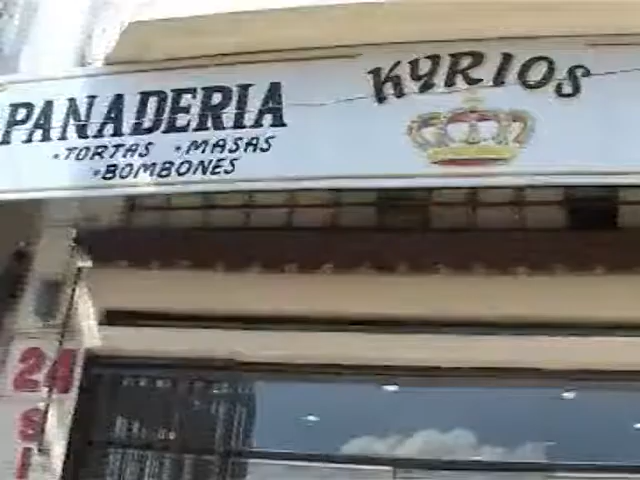 PANADERIA
•TORTAS •MASAS
•BOMBONES
KYRIOS
24